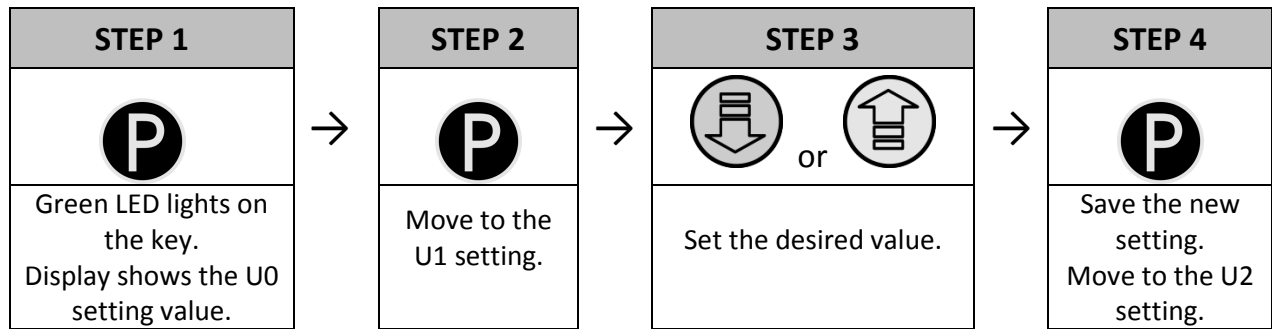 STEP 1
P
Green LED lights on
the key.
Display shows the U0
setting value.
→
STEP 2
P
Move to the
U1 setting.
→
STEP 3
or
Set the desired value.
→
STEP 4
P
Save the new
setting.
Move to the U2
setting.